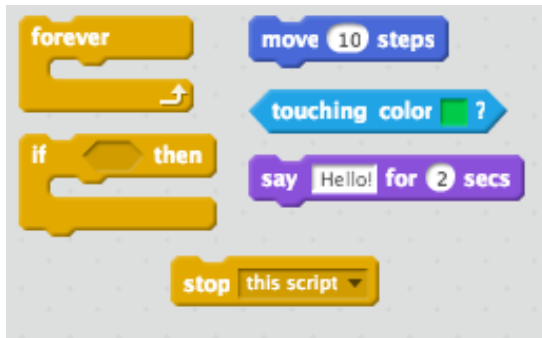 forever
move 10 steps
touching color ?
if then
say Hello! for 2 secs
stop this script